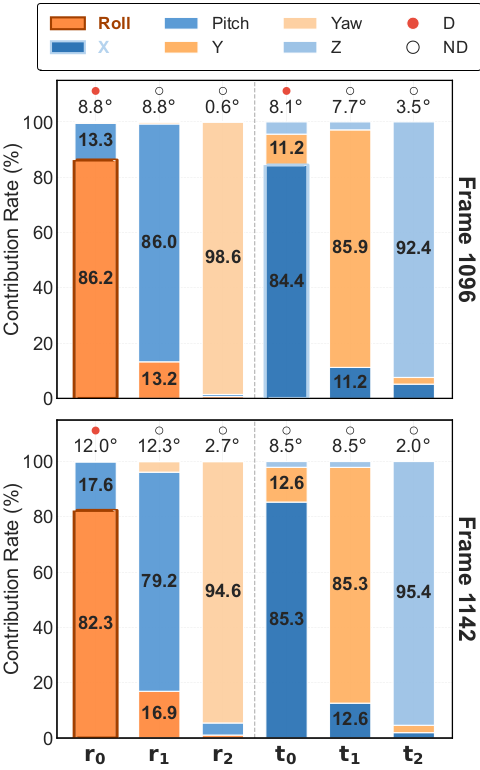 Roll Pitch Yaw D
X Y Z ND
8.8° 8.8° 0.6° 8.1° 7.7° 3.5°
Contribution Rate (%)
100
80
60
40
20
0
13.3 11.2
86.0 98.6 85.9 92.4
86.2 84.4
13.2 11.2
Frame 1096
12.0° 12.3° 2.7° 8.5° 8.5° 2.0°
Contribution Rate (%)
100
80
60
40
20
0
17.6 12.6
79.2 94.6 85.3 95.4
82.3 85.3
16.9 12.6
Frame 1142
r₀ r₁ r₂ t₀ t₁ t₂